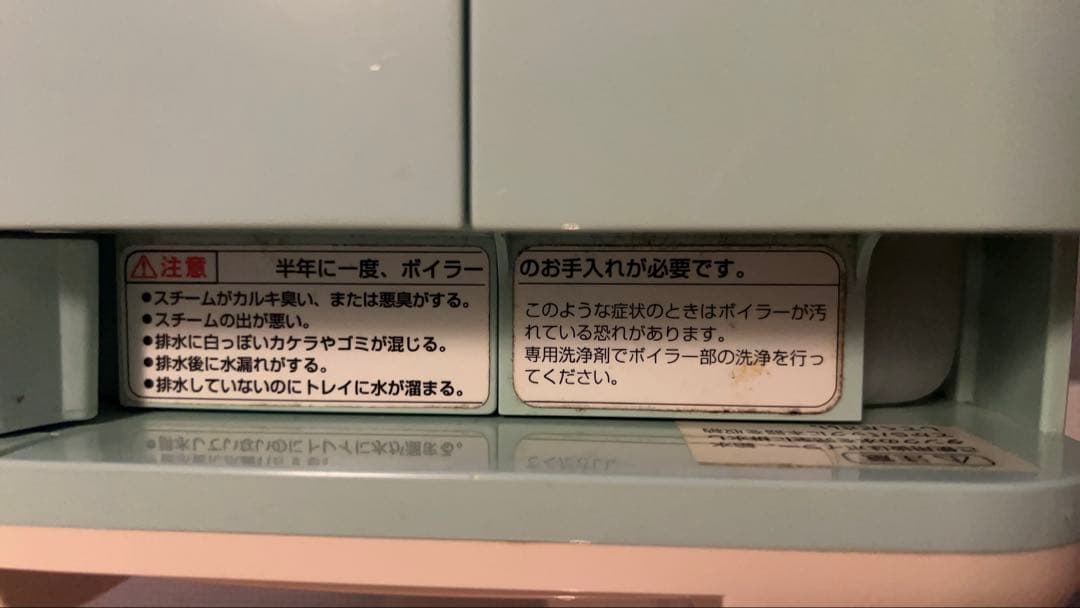 注意
半年に一度、ボイラー
●スチームがカルキ臭い、または悪臭がする。
●スチームの出が悪い。
●排水に白っぽいカケラやゴミが混じる。
●排水後に水漏れがする。
●排水していないのにトレイに水が溜まる。
のお手入れが必要です。
このような症状のときはボイラーが汚
れている恐れがあります。
専用洗浄剤でボイラー部の洗浄を行っ
てください。
注意